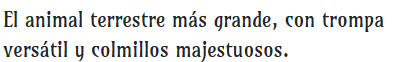 El animal terrestre más grande, con trompa
versátil y colmillos majestuosos.